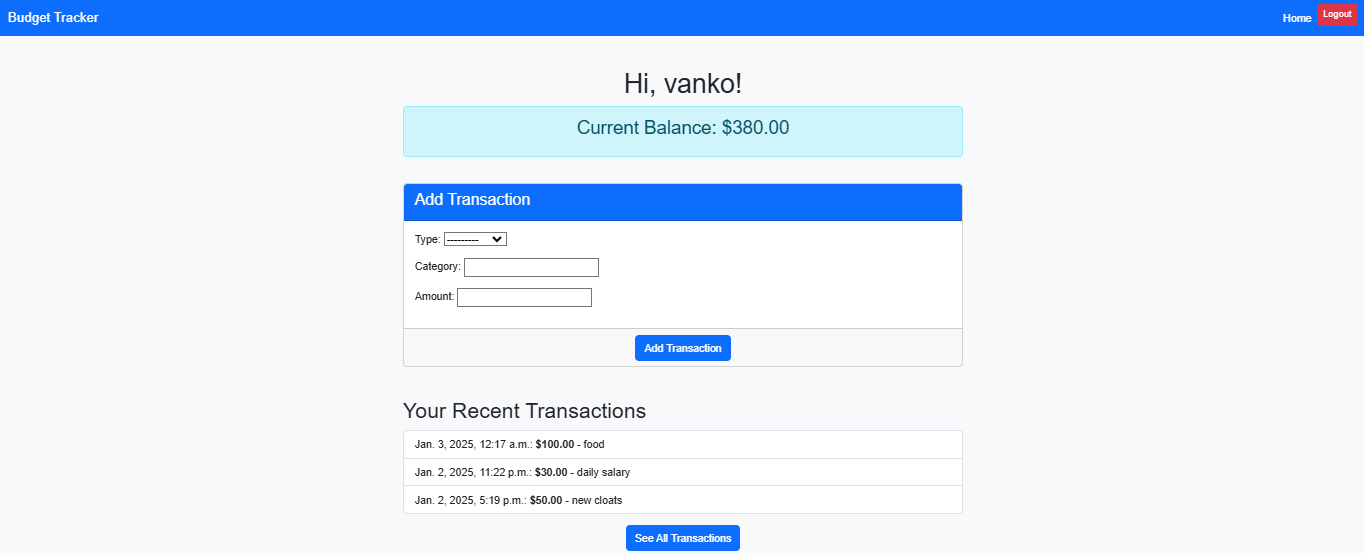 Budget Tracker Home Logout
Hi, vanko!
Current Balance: $380.00
Add Transaction
Type: ---------
Category:
Amount:
Add Transaction
Your Recent Transactions
Jan. 3, 2025, 12:17 a.m.: $100.00 - food
Jan. 2, 2025, 11:22 p.m.: $30.00 - daily salary
Jan. 2, 2025, 5:19 p.m.: $50.00 - new cloats
See All Transactions